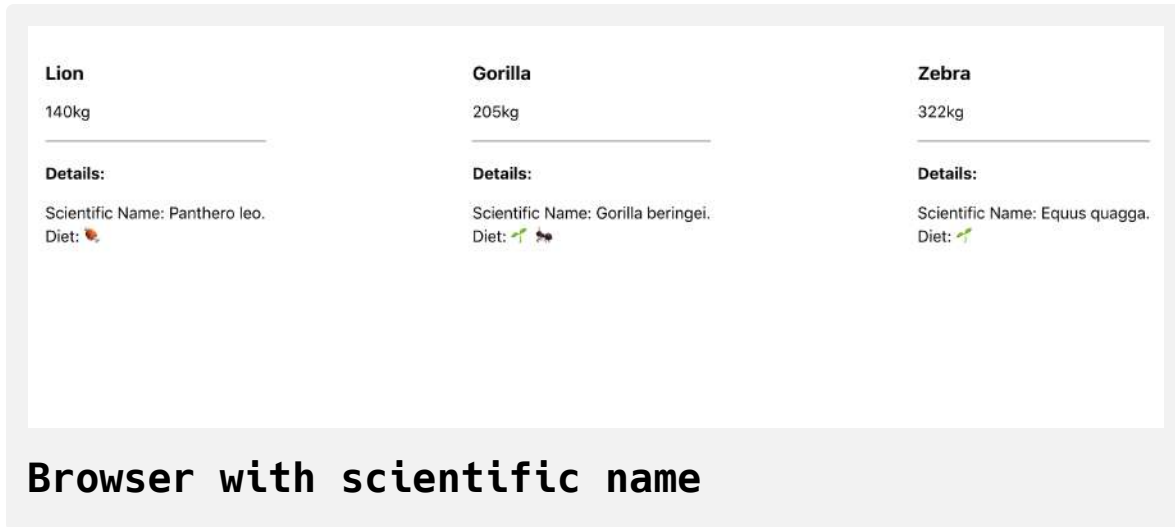 Lion
140kg
Details:
Scientific Name: Panthero leo.
Diet: 🍖
Gorilla
205kg
Details:
Scientific Name: Gorilla beringei.
Diet: 🌱 🐜
Zebra
322kg
Details:
Scientific Name: Equus quagga.
Diet: 🌱
Browser with scientific name